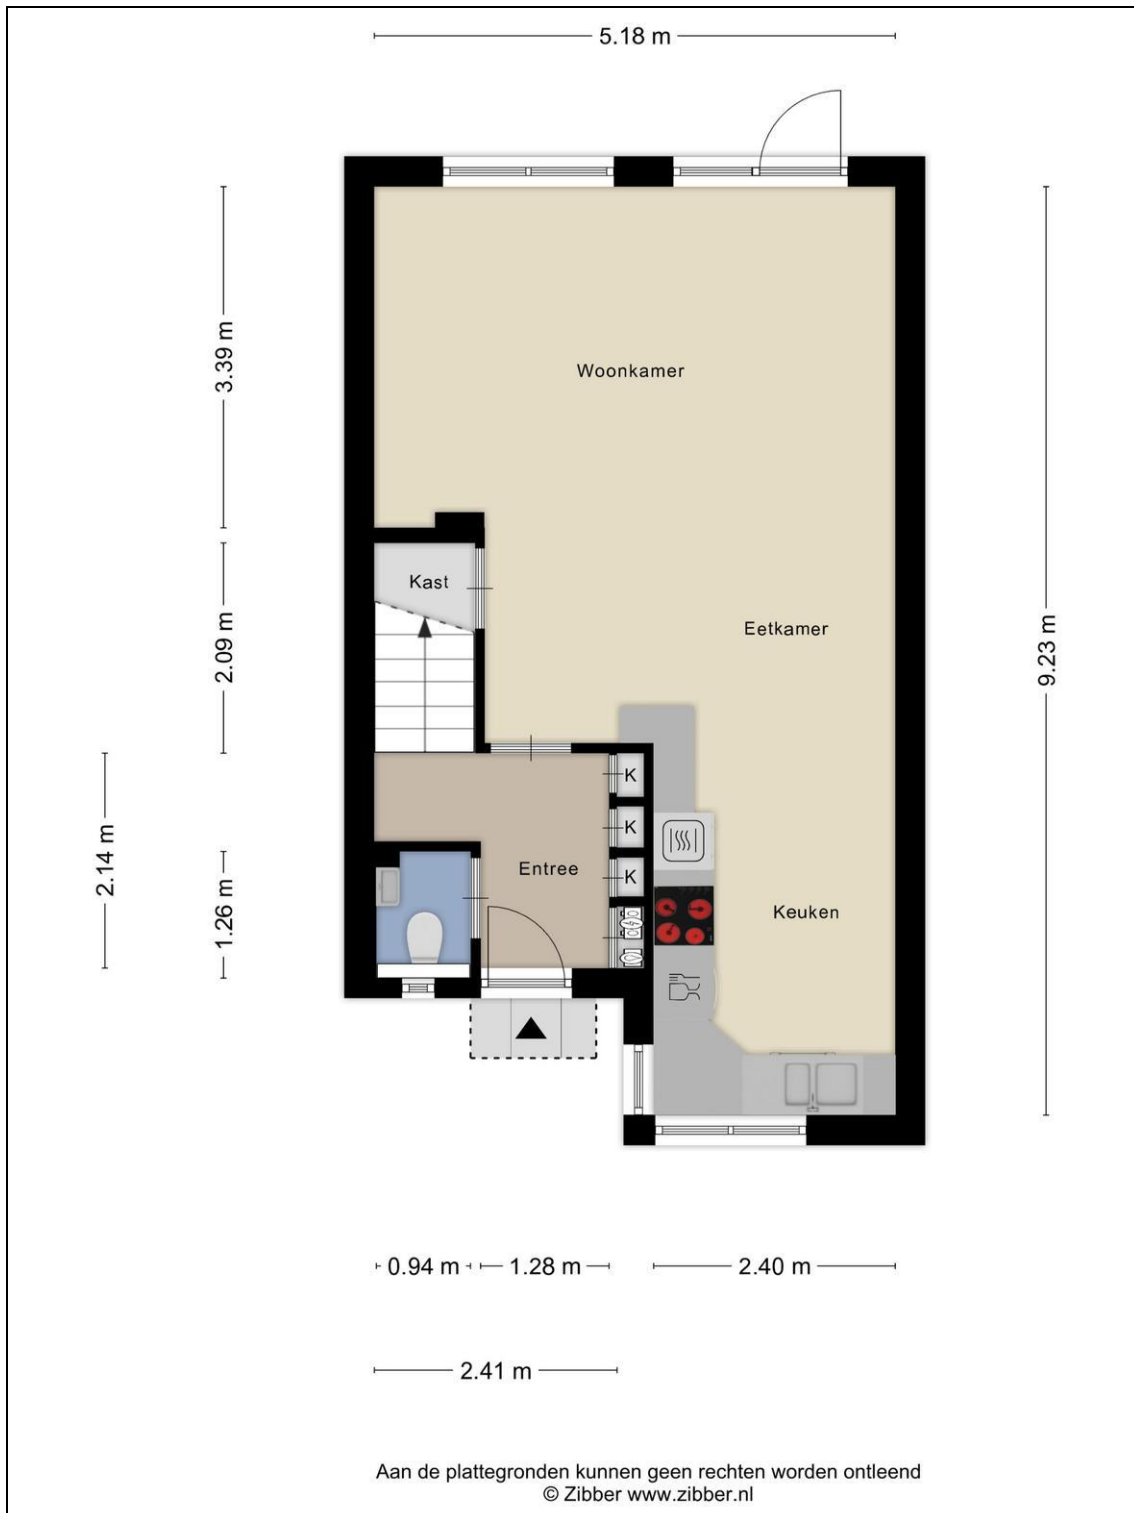 5.18 m
Woonkamer
3.39 m
Kast
Eetkamer
2.09 m
9.23 m
K
K
K
2.14 m
Entree
1.26 m
Keuken
0.94 m
1.28 m
2.40 m
2.41 m
Aan de plattegronden kunnen geen rechten worden ontleend
© Zibber www.zibber.nl